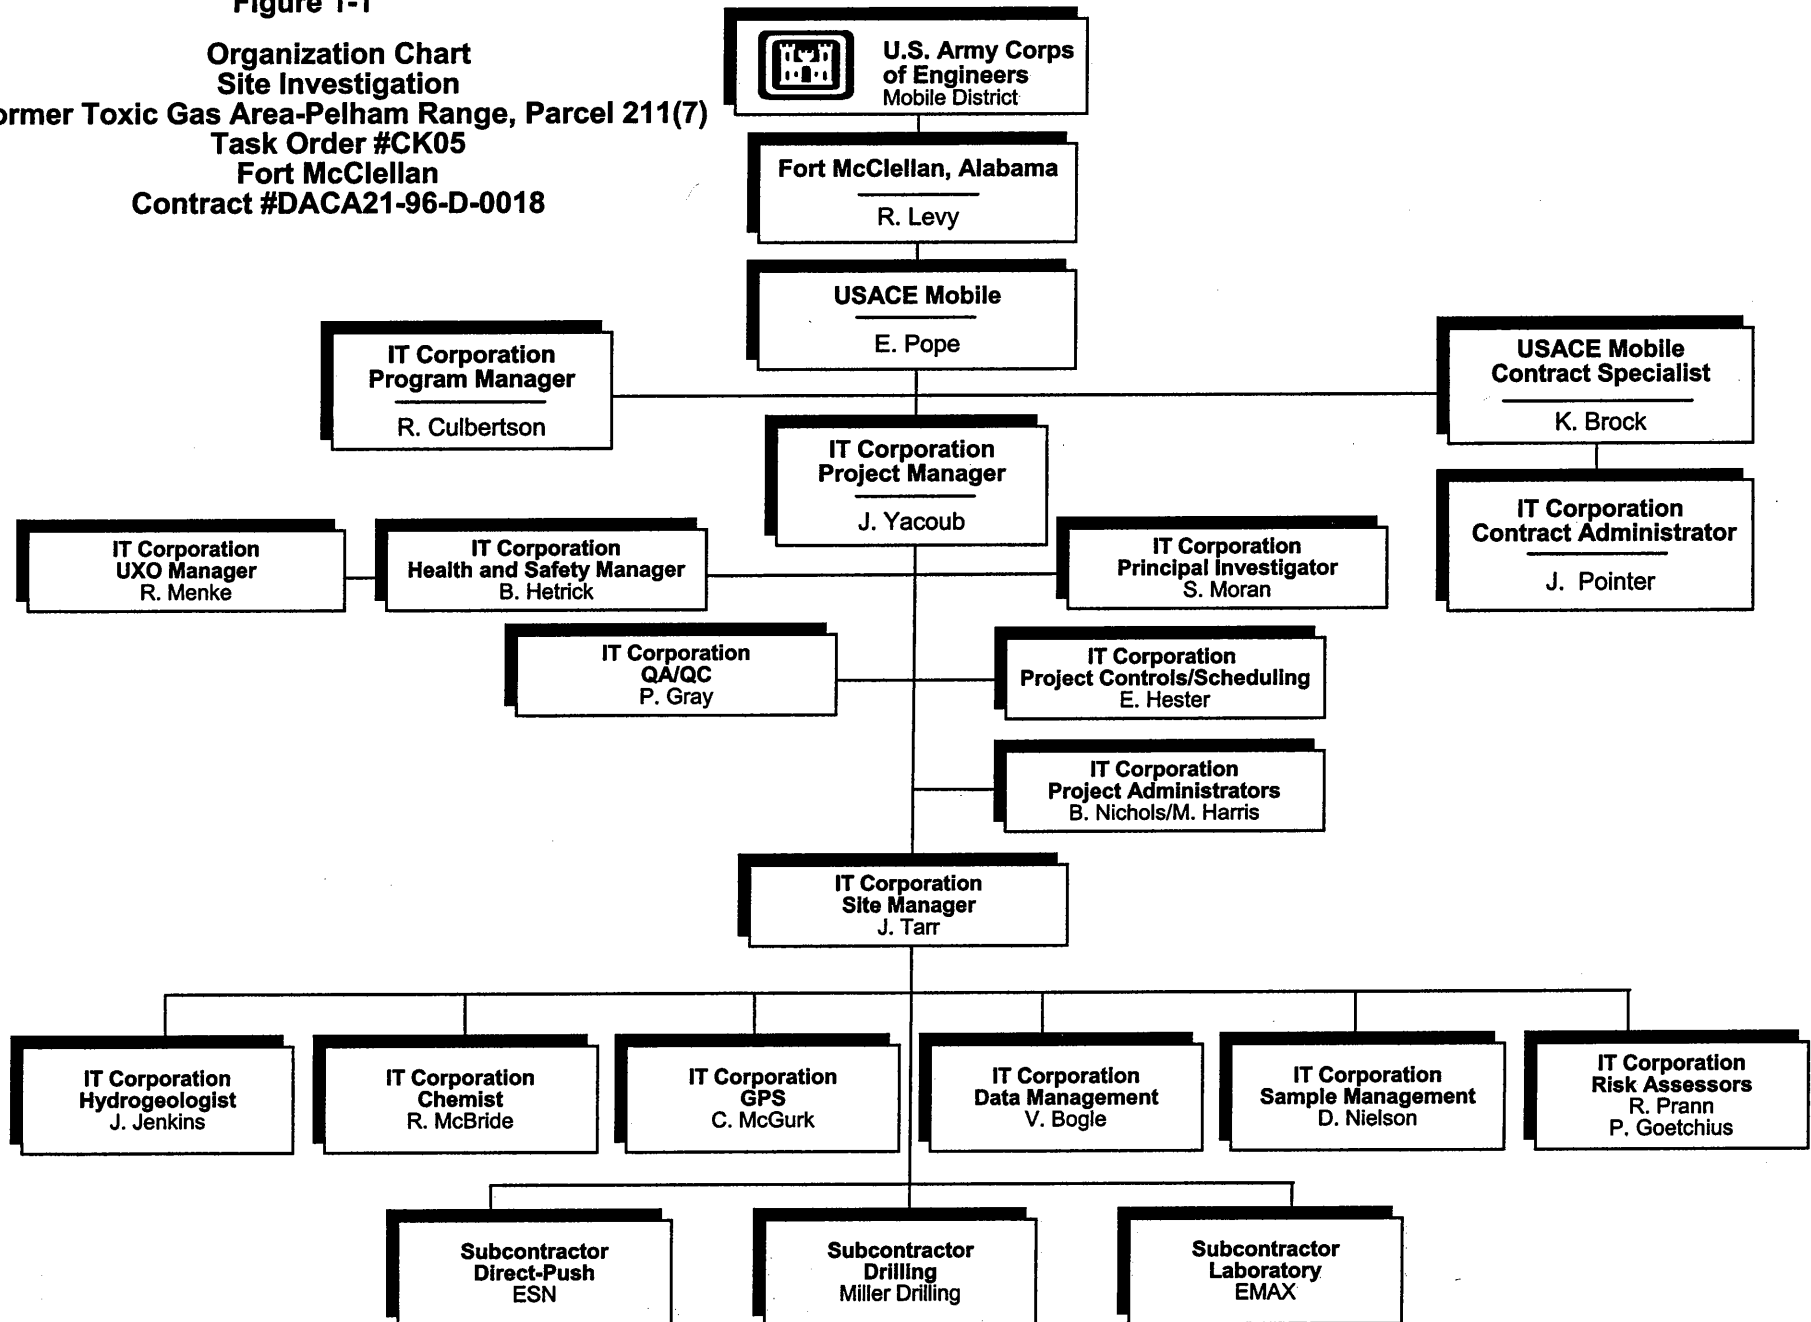 Figure 1-1
Organization Chart
Site Investigation
ormer Toxic Gas Area-Pelham Range, Parcel 211(7)
Task Order #CK05
Fort McClellan
Contract #DACA21-96-D-0018
U.S. Army Corps
of Engineers
Mobile District
Fort McClellan, Alabama
R. Levy
USACE Mobile
E. Pope
IT Corporation
Program Manager
R. Culbertson
USACE Mobile
Contract Specialist
K. Brock
IT Corporation
Project Manager
J. Yacoub
IT Corporation
Contract Administrator
J. Pointer
IT Corporation
UXO Manager
R. Menke
IT Corporation
Health and Safety Manager
B. Hetrick
IT Corporation
Principal Investigator
S. Moran
IT Corporation
QA/QC
P. Gray
IT Corporation
Project Controls/Scheduling
E. Hester
IT Corporation
Project Administrators
B. Nichols/M. Harris
IT Corporation
Site Manager
J. Tarr
IT Corporation
Hydrogeologist
J. Jenkins
IT Corporation
Chemist
R. McBride
IT Corporation
GPS
C. McGurk
IT Corporation
Data Management
V. Bogle
IT Corporation
Sample Management
D. Nielson
IT Corporation
Risk Assessors
R. Prann
P. Goetchius
Subcontractor
Direct-Push
ESN
Subcontractor
Drilling
Miller Drilling
Subcontractor
Laboratory
EMAX